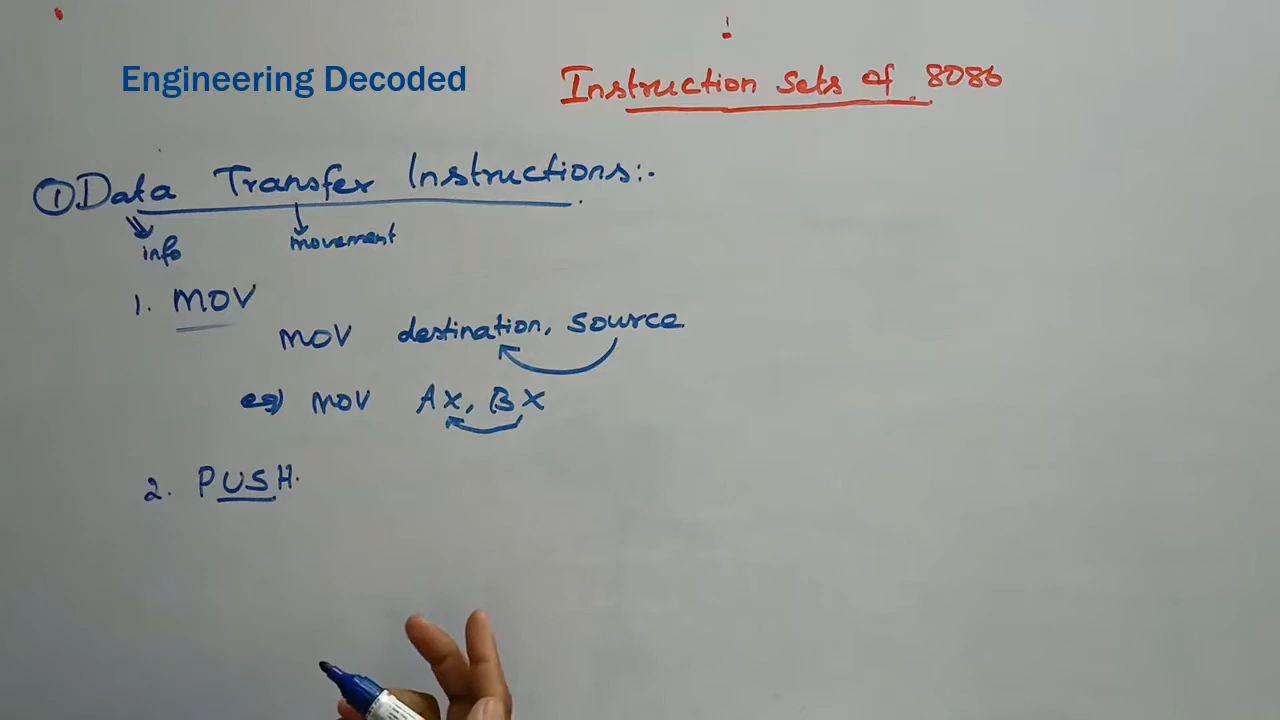 Engineering Decoded
Instruction Sets of 8086
① Data Transfer Instructions:-
info
movement
1. MOV
MOV destination, source.
eg) MOV AX, BX
2. PUSH.